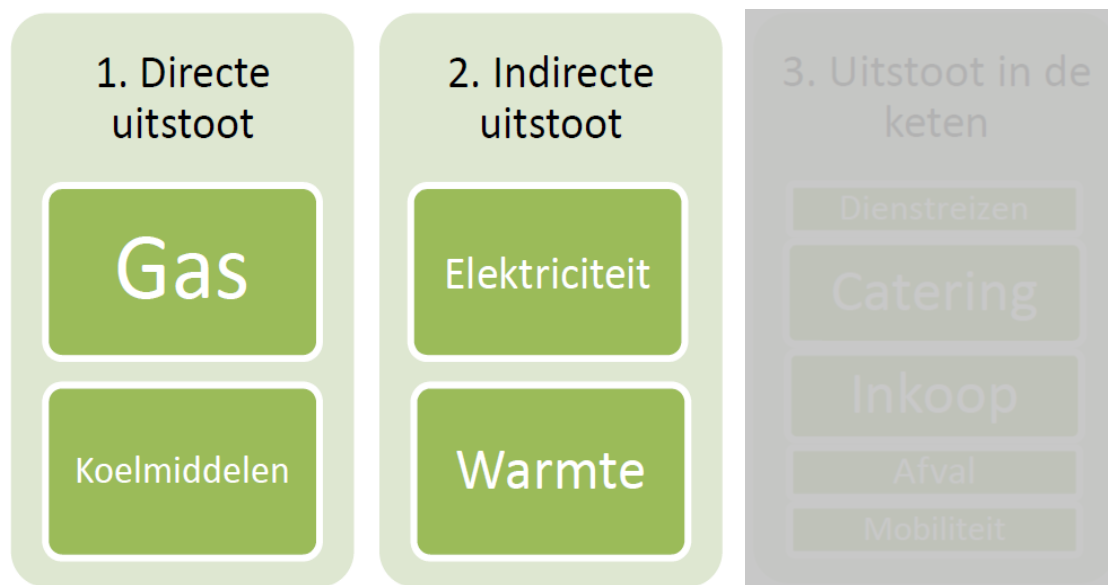 1. Directe
uitstoot
Gas
Koelmiddelen
2. Indirecte
uitstoot
Elektriciteit
Warmte
3. Uitstoot in de
keten
Dienstreizen
Catering
Inkoop
Afval
Mobiliteit